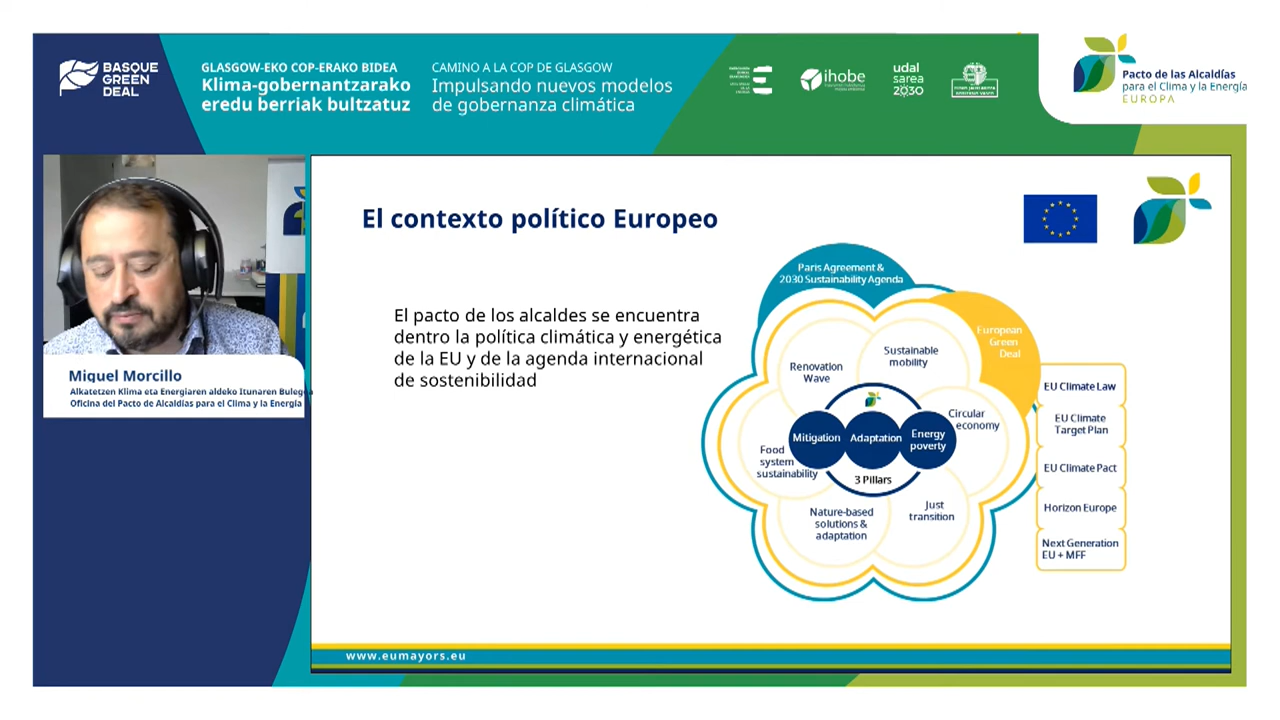 BASQUE
GREEN
DEAL
GLASGOW-EKO COP-ERAKO BIDEA
Klima-gobernantzarako
eredu berriak bultzatuz
CAMINO A LA COP DE GLASGOW
Impulsando nuevos modelos
de gobernanza climática
ihobe
udal
sarea
2030
Pacto de las Alcaldías
para el Clima y la Energía
EUROPA
Miguel Morcillo
Alkatetzen Klima eta Energiaren aldeko Itunaren
Oficina del Pacto de Alcaldías para el Clima y la Energía
El contexto político Europeo
El pacto de los alcaldes se encuentra
dentro la política climática y energética
de la EU y de la agenda internacional
de sostenibilidad
Paris Agreement &
2030 Sustainability Agenda
European
Green
Deal
Renovation
Wave
Sustainable
mobility
Circular
economy
Mitigation
Adaptation
Energy
poverty
3 Pillars
Food
system
sustainability
Nature-based
solutions &
adaptation
Just
transition
EU Climate Law
EU Climate
Target Plan
EU Climate Pact
Horizon Europe
Next Generation
EU + MFF
www.eumayors.eu